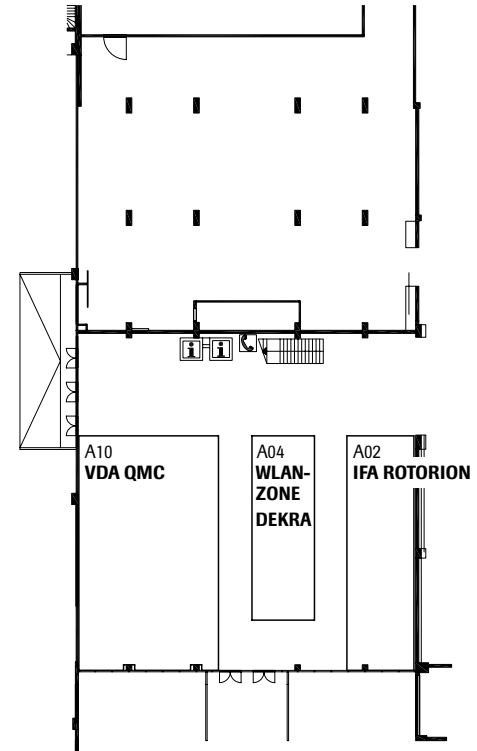 i i
A10
VDA QMC
A04
WLAN-
ZONE
DEKRA
A02
IFA ROTORION